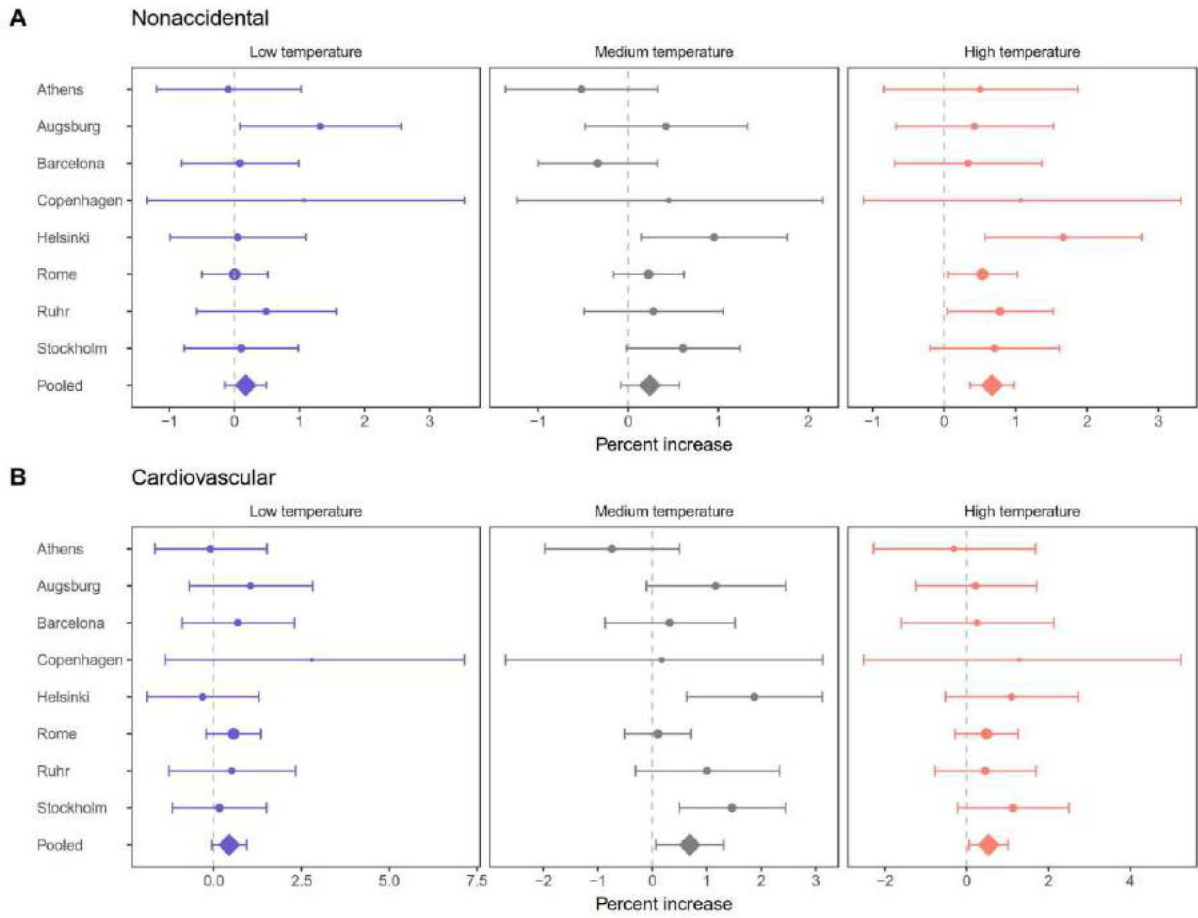 A Nonaccidental
Low temperature Medium temperature High temperature
Athens
Augsburg
Barcelona
Copenhagen
Helsinki
Rome
Ruhr
Stockholm
Pooled
−1 0 1 2 3 −1 0 1 2 −1 0 1 2 3
Percent increase
B Cardiovascular
Low temperature Medium temperature High temperature
Athens
Augsburg
Barcelona
Copenhagen
Helsinki
Rome
Ruhr
Stockholm
Pooled
0.0 2.5 5.0 7.5 −2 −1 0 1 2 3 −2 0 2 4
Percent increase